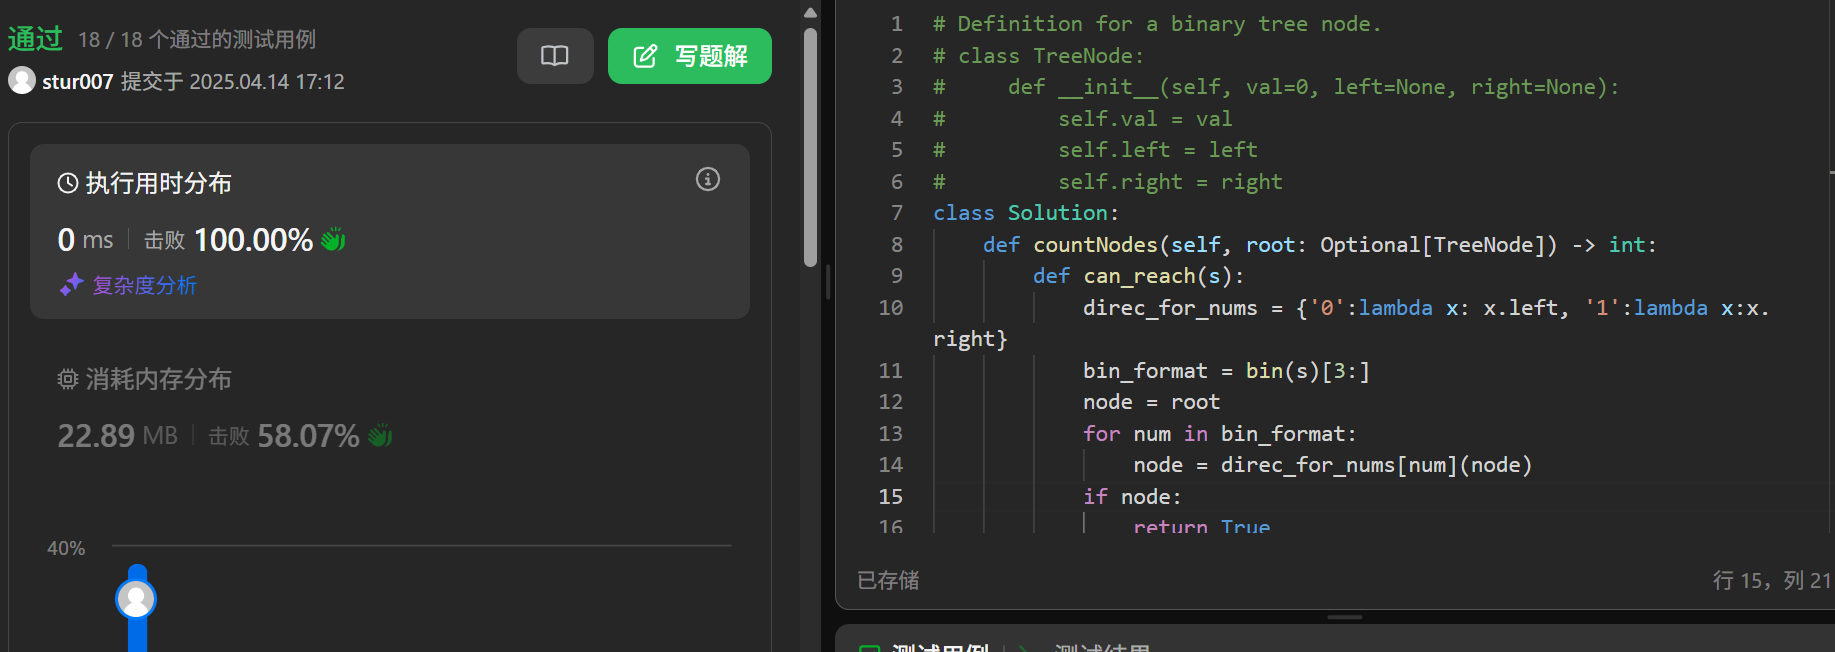 通过 18 / 18 个通过的测试用例
stur007 提交于 2025.04.14 17:12
写题解
执行用时分布
0 ms 击败 100.00%
复杂度分析
消耗内存分布
22.89 MB 击败 58.07%
40%
1 # Definition for a binary tree node.
2 # class TreeNode:
3 #     def __init__(self, val=0, left=None, right=None):
4 #         self.val = val
5 #         self.left = left
6 #         self.right = right
7 class Solution:
8     def countNodes(self, root: Optional[TreeNode]) -> int:
9         def can_reach(s):
10             direc_for_nums = {'0':lambda x: x.left, '1':lambda x:x.
right}
11             bin_format = bin(s)[3:]
12             node = root
13             for num in bin_format:
14                 node = direc_for_nums[num](node)
15             if node:
16                 return True
已存储
行 15，列 21
测试用例 测试结果